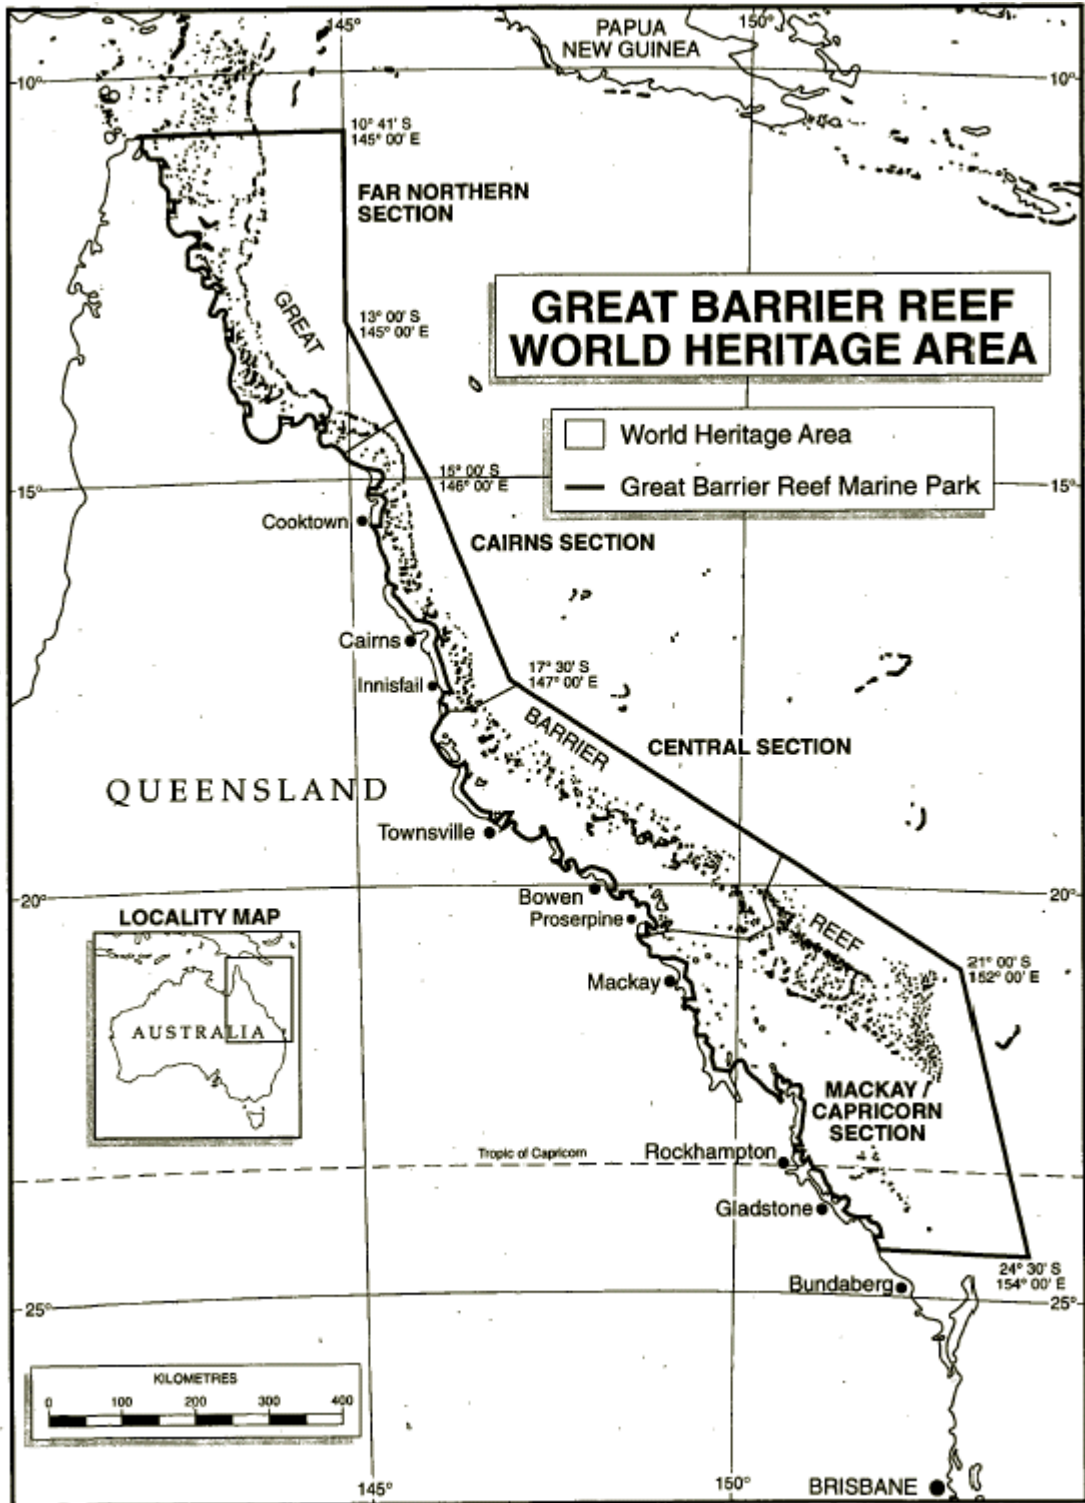 145°
150°
PAPUA
NEW GUINEA
10°
10°
10° 41' S
145° 00' E
FAR NORTHERN
SECTION
GREAT
GREAT BARRIER REEF
WORLD HERITAGE AREA
13° 00' S
145° 00' E
World Heritage Area
Great Barrier Reef Marine Park
15° 00' S
146° 00' E
15°
15°
Cooktown
CAIRNS SECTION
Cairns
Innisfail
17° 30' S
147° 00' E
BARRIER
CENTRAL SECTION
QUEENSLAND
Townsville
Bowen
20°
20°
Proserpine
REEF
LOCALITY MAP
AUSTRALIA
21° 00' S
152° 00' E
Mackay
MACKAY /
CAPRICORN
SECTION
Tropic of Capricorn
Rockhampton
Gladstone
24° 30' S
154° 00' E
Bundaberg
25°
25°
KILOMETRES
0 100 200 300 400
145°
150°
BRISBANE